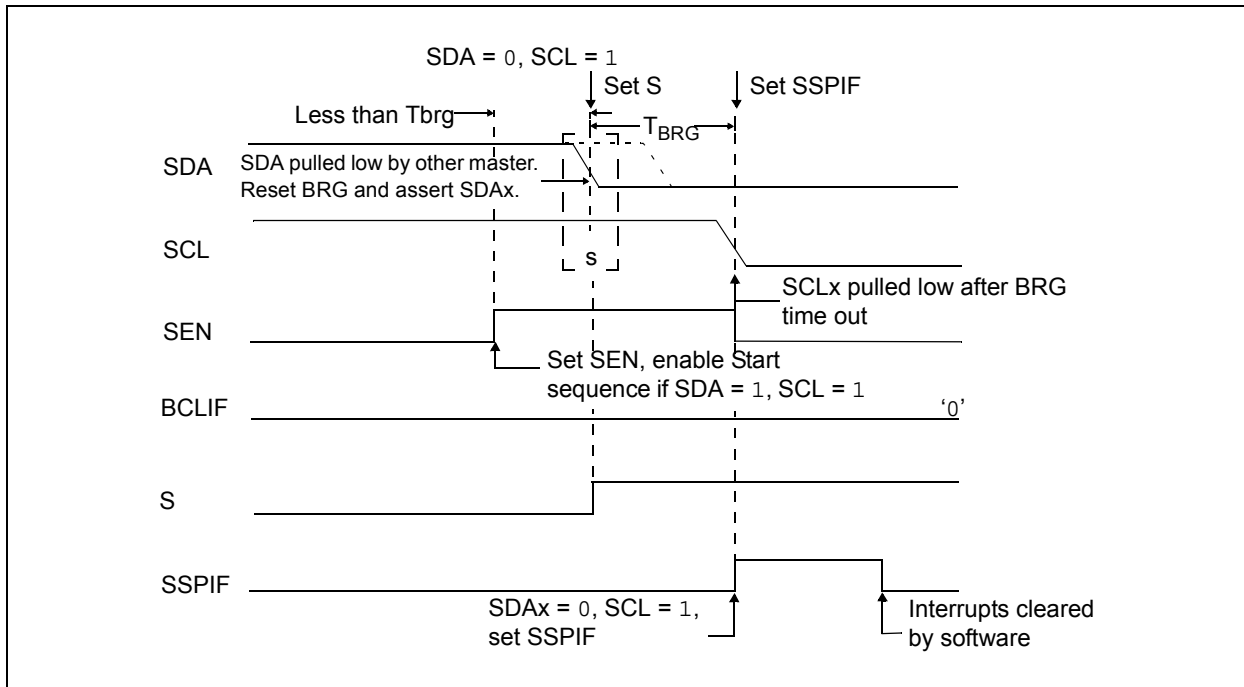 SDA = 0, SCL = 1
Set S
Set SSPIF
Less than Tbrg
TBRG
SDA
SDA pulled low by other master.
Reset BRG and assert SDAx.
SCL
s
SCLx pulled low after BRG
time out
SEN
Set SEN, enable Start
sequence if SDA = 1, SCL = 1
BCLIF
‘0’
S
SSPIF
SDAx = 0, SCL = 1,
set SSPIF
Interrupts cleared
by software